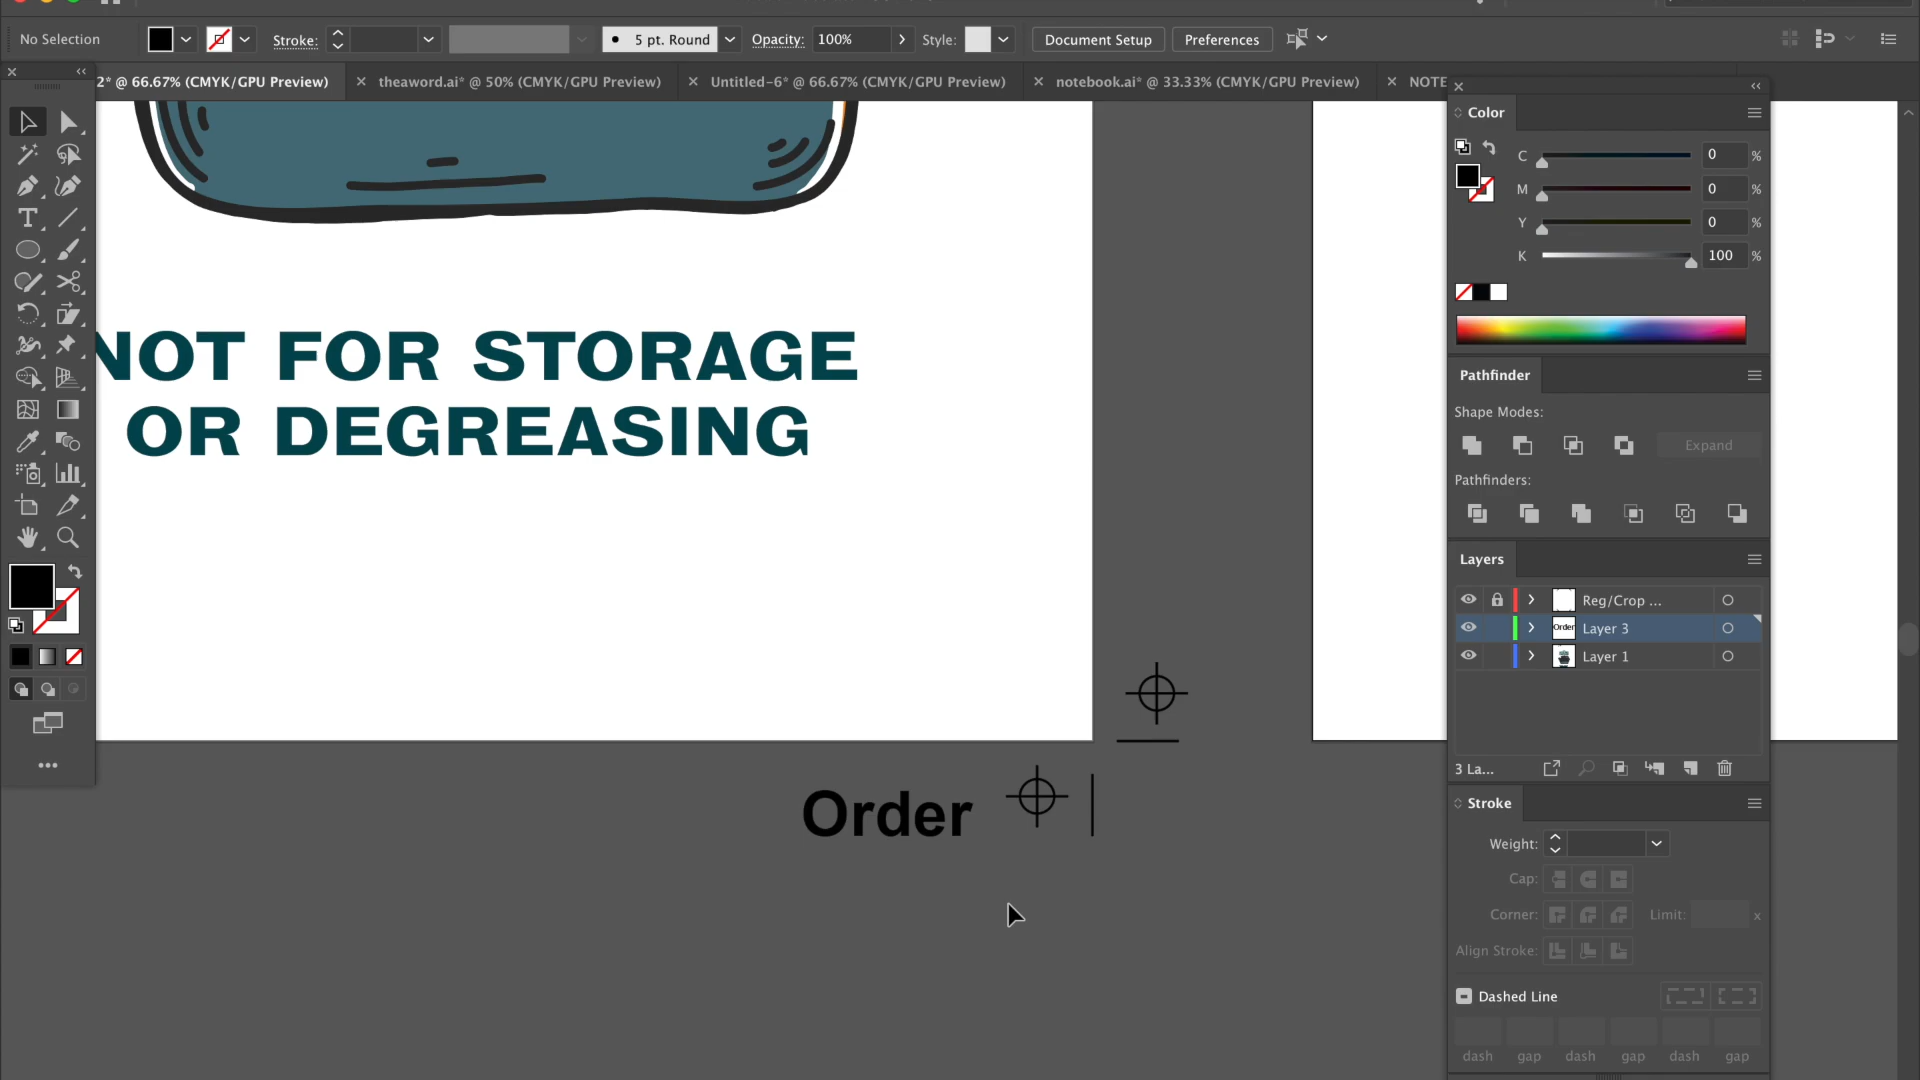 No Selection
Stroke:
5 pt. Round
Opacity: 100%
Style:
Document Setup
Preferences
2* @ 66.67% (CMYK/GPU Preview)
theaword.ai* @ 50% (CMYK/GPU Preview)
Untitled-6* @ 66.67% (CMYK/GPU Preview)
notebook.ai* @ 33.33% (CMYK/GPU Preview)
NOTE
NOT FOR STORAGE
OR DEGREASING
Order
Color
C 0 %
M 0 %
Y 0 %
K 100 %
Pathfinder
Shape Modes:
Expand
Pathfinders:
Layers
Reg/Crop ...
Order
Layer 3
Layer 1
3 La...
Stroke
Weight:
Cap:
Corner:
Limit:
x
Align Stroke:
Dashed Line
dash gap dash gap dash gap